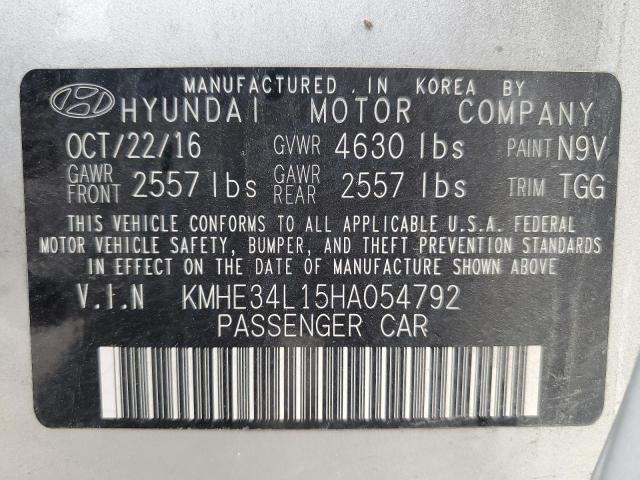 MANUFACTURED . IN KOREA BY
HYUNDAI MOTOR COMPANY
OCT/22/16 GVWR 4630 lbs PAINT N9V
GAWR FRONT 2557 lbs GAWR REAR 2557 lbs TRIM TGG
THIS VEHICLE CONFORMS TO ALL APPLICABLE U.S.A. FEDERAL
MOTOR VEHICLE SAFETY, BUMPER, AND THEFT PREVENTION STANDARDS
IN EFFECT ON THE DATE OF MANUFACTURE SHOWN ABOVE.
V.I.N KMHE34L15HA054792
PASSENGER CAR